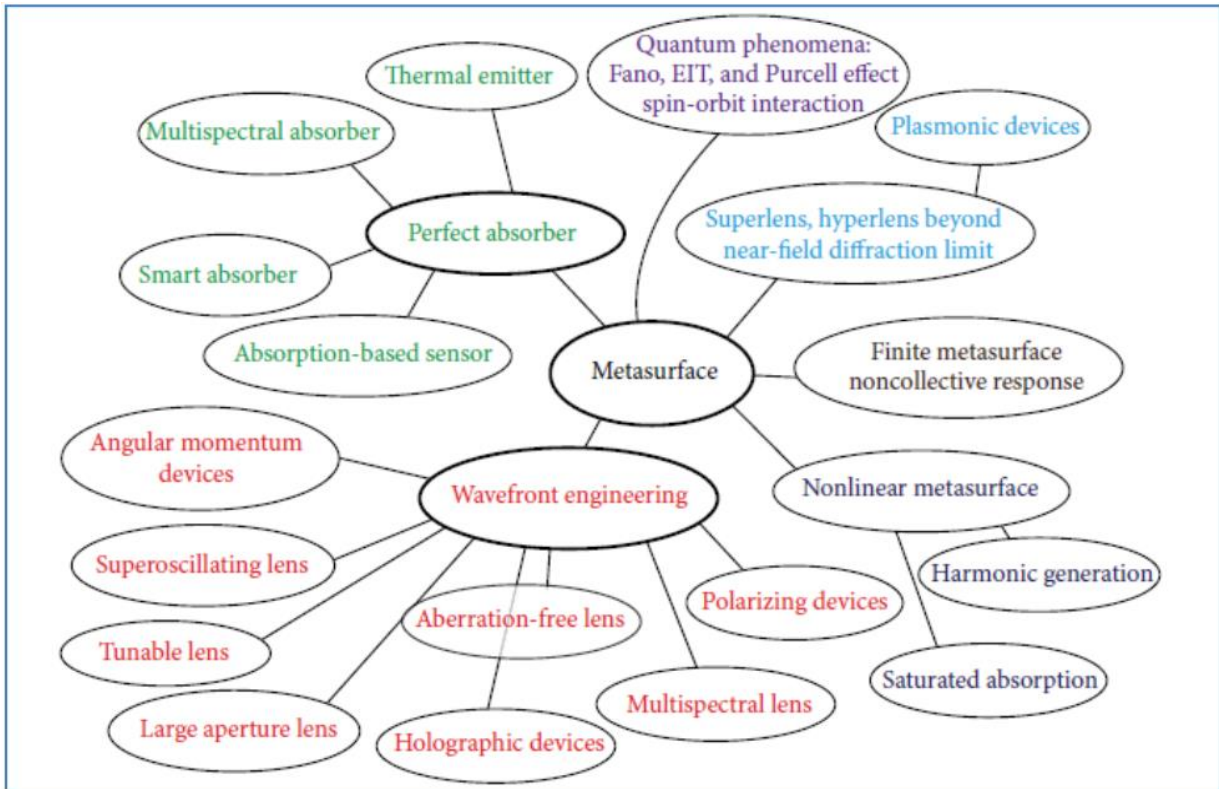 Quantum phenomena:
Fano, EIT, and Purcell effect
spin-orbit interaction
Thermal emitter
Multispectral absorber
Plasmonic devices
Perfect absorber
Superlens, hyperlens beyond
near-field diffraction limit
Smart absorber
Absorption-based sensor
Metasurface
Finite metasurface
noncollective response
Angular momentum
devices
Wavefront engineering
Nonlinear metasurface
Superoscillating lens
Harmonic generation
Aberration-free lens
Polarizing devices
Tunable lens
Saturated absorption
Large aperture lens
Holographic devices
Multispectral lens